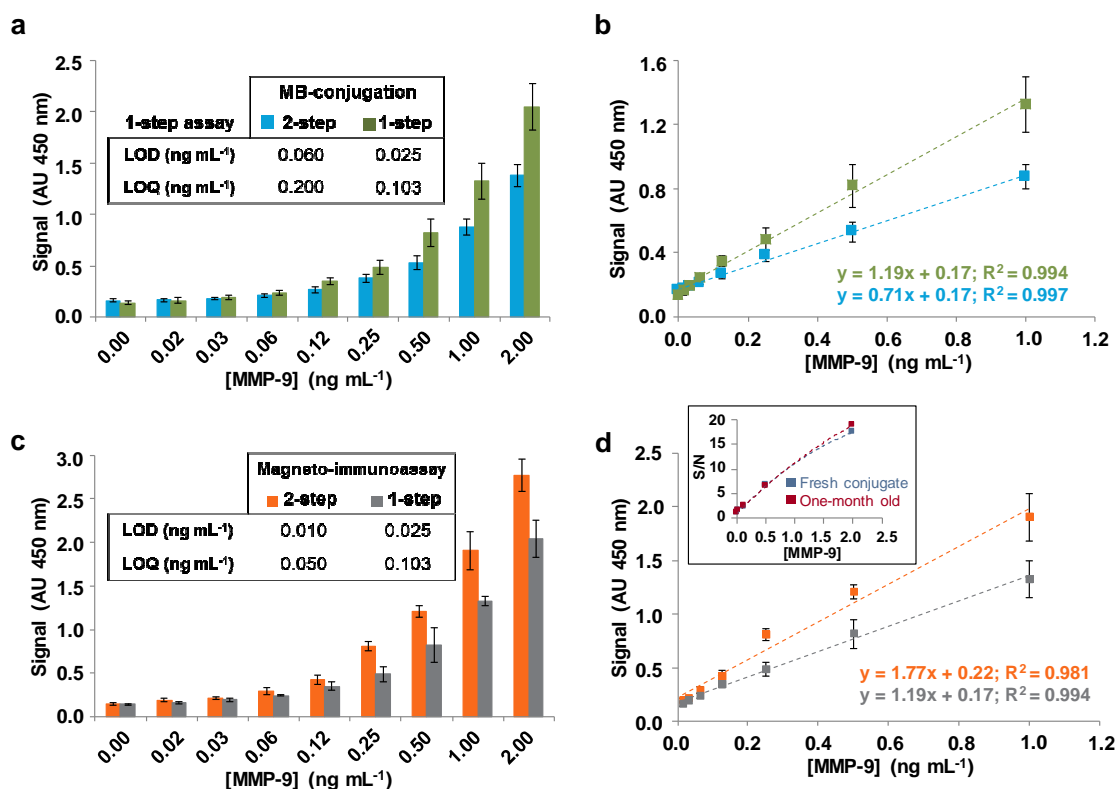 a
2.5
2.0
1.5
1.0
0.5
0.0
Signal (AU 450 nm)
MB-conjugation
1-step assay 2-step 1-step
LOD (ng mL⁻¹) 0.060 0.025
LOQ (ng mL⁻¹) 0.200 0.103
0.00 0.02 0.03 0.06 0.12 0.25 0.50 1.00 2.00
[MMP-9] (ng mL⁻¹)
b
1.6
1.2
0.8
0.4
0.0
Signal (AU 450 nm)
y = 1.19x + 0.17; R² = 0.994
y = 0.71x + 0.17; R² = 0.997
0.0 0.2 0.4 0.6 0.8 1.0 1.2
[MMP-9] (ng mL⁻¹)
c
3.0
2.5
2.0
1.5
1.0
0.5
0.0
Signal (AU 450 nm)
Magneto-immunoassay
2-step 1-step
LOD (ng mL⁻¹) 0.010 0.025
LOQ (ng mL⁻¹) 0.050 0.103
0.00 0.02 0.03 0.06 0.12 0.25 0.50 1.00 2.00
[MMP-9] (ng mL⁻¹)
d
20
15
10
5
0
S/N
Fresh conjugate
One-month old
0.0 0.5 1.0 1.5 2.0 2.5
[MMP-9]
2.5
2.0
1.5
1.0
0.5
0.0
Signal (AU 450 nm)
y = 1.77x + 0.22; R² = 0.981
y = 1.19x + 0.17; R² = 0.994
0.0 0.2 0.4 0.6 0.8 1.0 1.2
[MMP-9] (ng mL⁻¹)